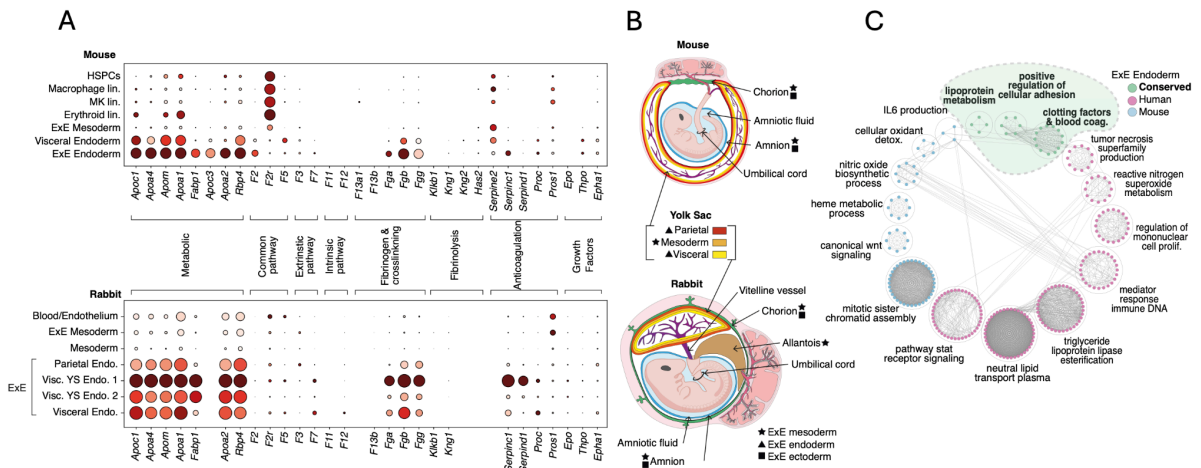 A
Mouse
HSPCs
Macrophage lin.
MK lin.
Erythroid lin.
ExE Mesoderm
Visceral Endoderm
ExE Endoderm
Apoc1
Apoa4
Apom
Apoa1
Fabp1
Apoc3
Apoa2
Rbp4
F2
F2r
F5
F3
F7
F11
F12
F13a1
F13b
Fga
Fgb
Fgg
Klkb1
Kng1
Kng2
Has2
Serpine2
Serpinc1
Serpind1
Proc
Pros1
Epo
Thpo
Epha1
Metabolic
Common
pathway
Extrinstic
pathway
Intrinsic
pathway
Fibrinogen &
crosslinking
Fibrinolysis
Anticoagulation
Growth
Factors
Rabbit
Blood/Endothelium
ExE Mesoderm
Mesoderm
ExE
Parietal Endo.
Visc. YS Endo. 1
Visc. YS Endo. 2
Visceral Endo.
Apoc1
Apoa4
Apom
Apoa1
Fabp1
Apoa2
Rbp4
F2
F2r
F5
F3
F7
F11
F12
F13b
Fga
Fgb
Fgg
Klkb1
Kng1
Serpinc1
Serpind1
Proc
Pros1
Epo
Thpo
Epha1
B
Mouse
Chorion ★
■
Amniotic fluid
Amnion ★
■
Umbilical cord
Yolk Sac
▲ Parietal
★ Mesoderm
▲ Visceral
Rabbit
Vitelline vessel
Chorion ★
■
Allantois ★
Umbilical cord
Amniotic fluid
★
■ Amnion
★ ExE mesoderm
▲ ExE endoderm
■ ExE ectoderm
C
ExE Endoderm
Conserved
Human
Mouse
positive
regulation of
cellular adhesion
lipoprotein
metabolism
clotting factors
& blood coag.
IL6 production
cellular oxidant
detox.
nitric oxide
biosynthetic
process
heme metabolic
process
canonical wnt
signaling
mitotic sister
chromatid assembly
pathway stat
receptor signaling
neutral lipid
transport plasma
triglyceride
lipoprotein lipase
esterification
mediator
response
immune DNA
regulation of
mononuclear
cell prolif.
reactive nitrogen
superoxide
metabolism
tumor necrosis
superfamily
production